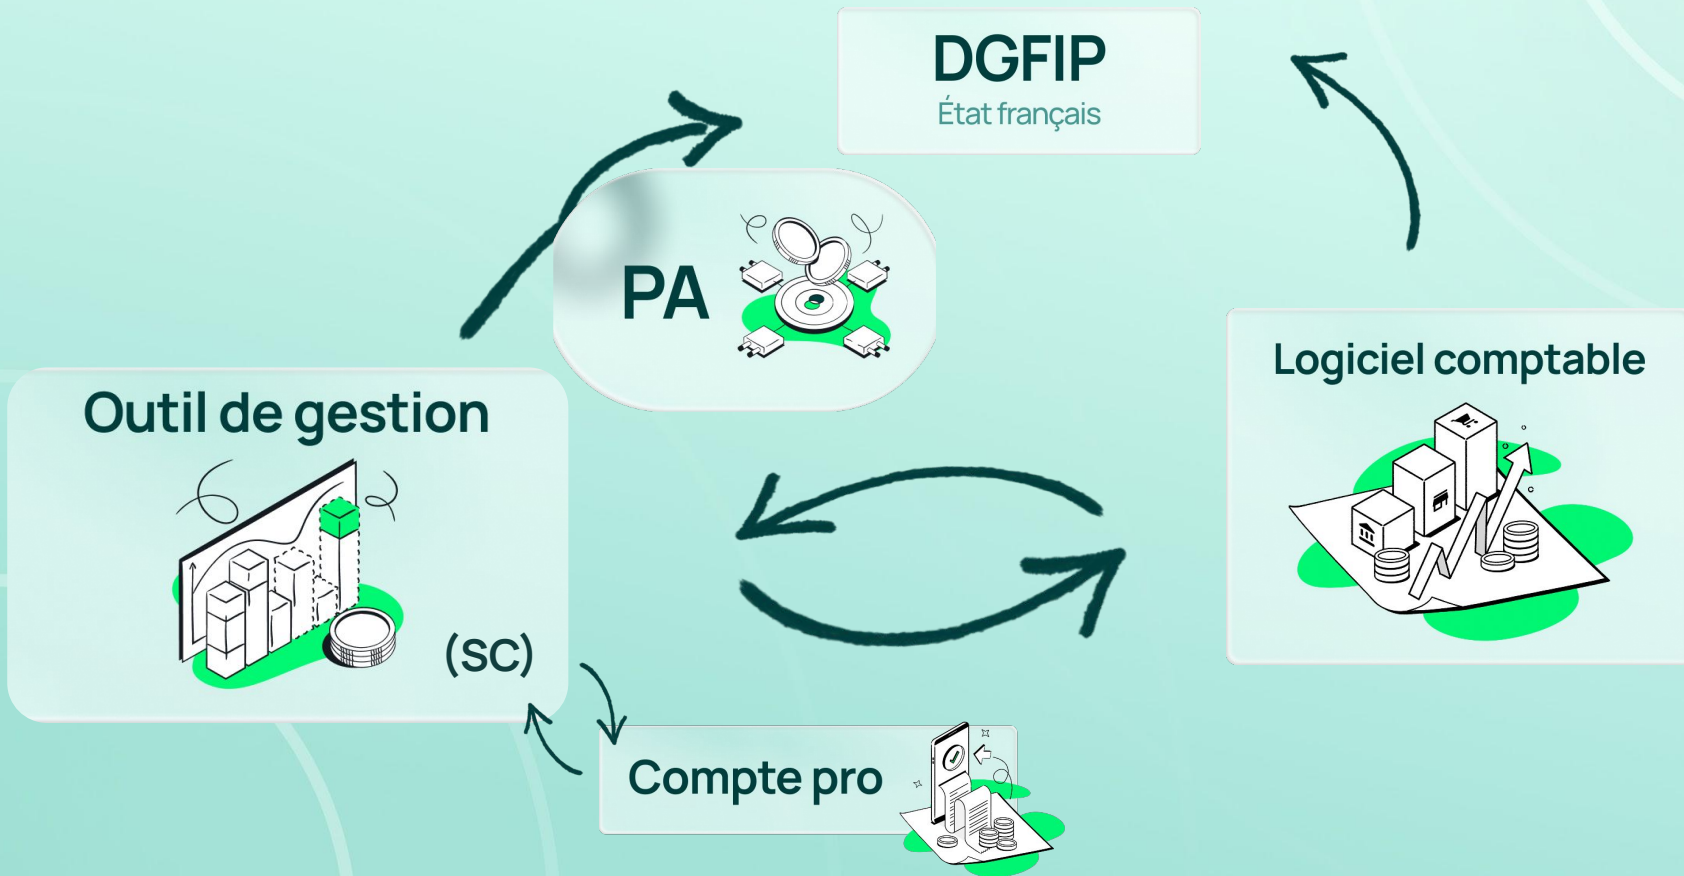 DGFIP
État français
PA
Logiciel comptable
Outil de gestion
(SC)
Compte pro